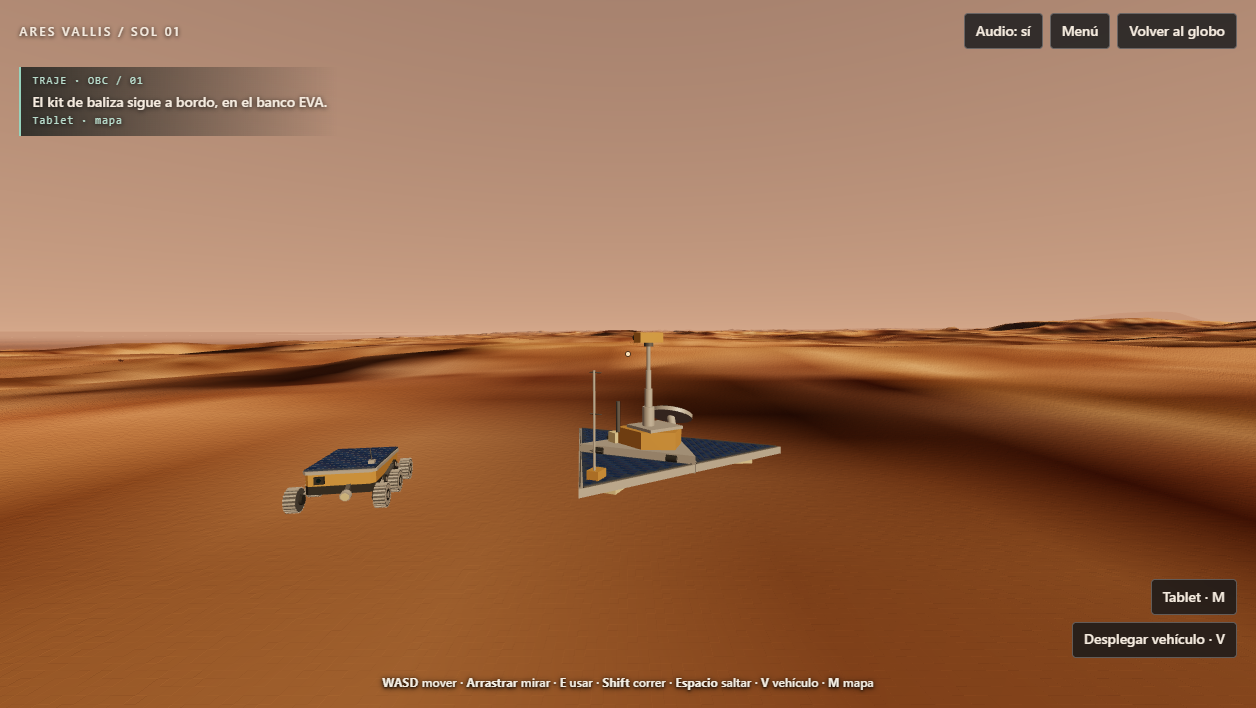 ARES VALLIS / SOL 01
Audio: sí
Menú
Volver al globo
TRAJE · OBC / 01
El kit de baliza sigue a bordo, en el banco EVA.
Tablet · mapa
Tablet · M
Desplegar vehículo · V
WASD mover · Arrastrar mirar · E usar · Shift correr · Espacio saltar · V vehículo · M mapa